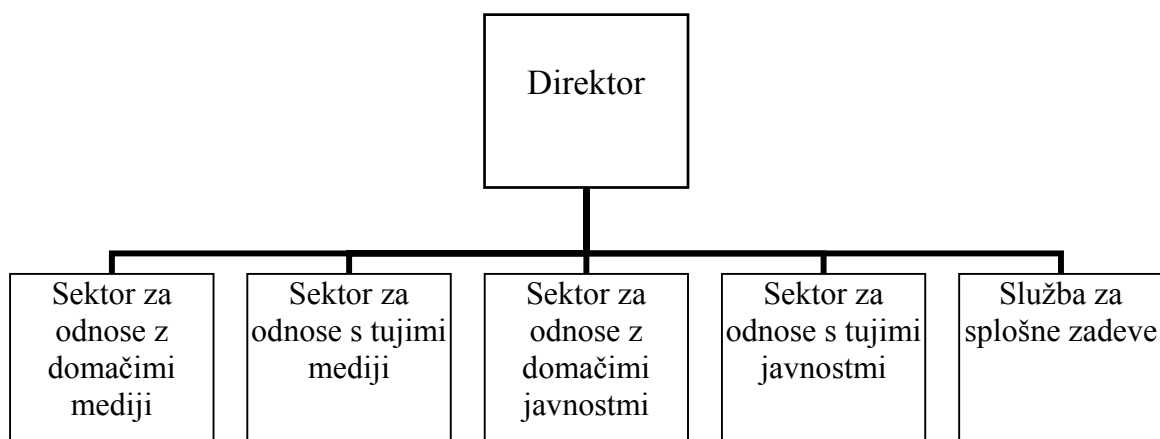 Direktor
Sektor za
odnose z
domačimi
mediji
Sektor za
odnose s tujimi
mediji
Sektor za
odnose z
domačimi
javnostmi
Sektor za
odnose s tujimi
javnostmi
Služba za
splošne zadeve